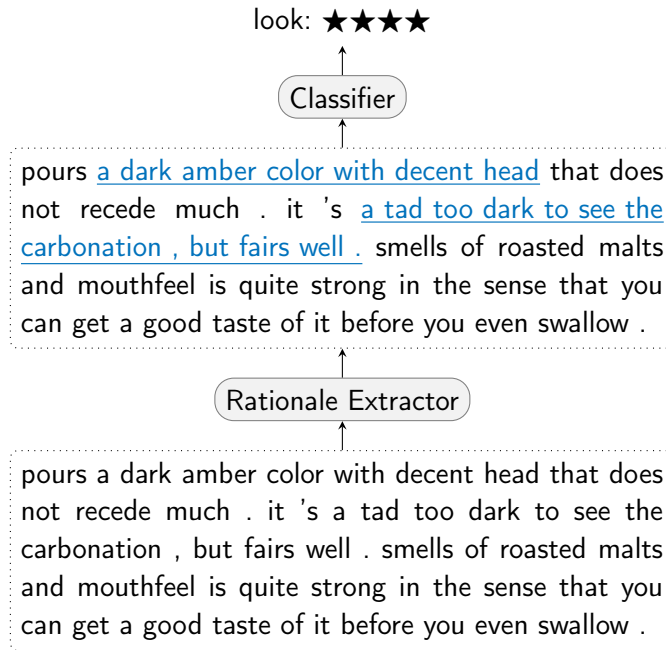 look: ★★★★
Classifier
pours a dark amber color with decent head that does
not recede much . it 's a tad too dark to see the
carbonation , but fairs well . smells of roasted malts
and mouthfeel is quite strong in the sense that you
can get a good taste of it before you even swallow .
Rationale Extractor
pours a dark amber color with decent head that does
not recede much . it 's a tad too dark to see the
carbonation , but fairs well . smells of roasted malts
and mouthfeel is quite strong in the sense that you
can get a good taste of it before you even swallow .